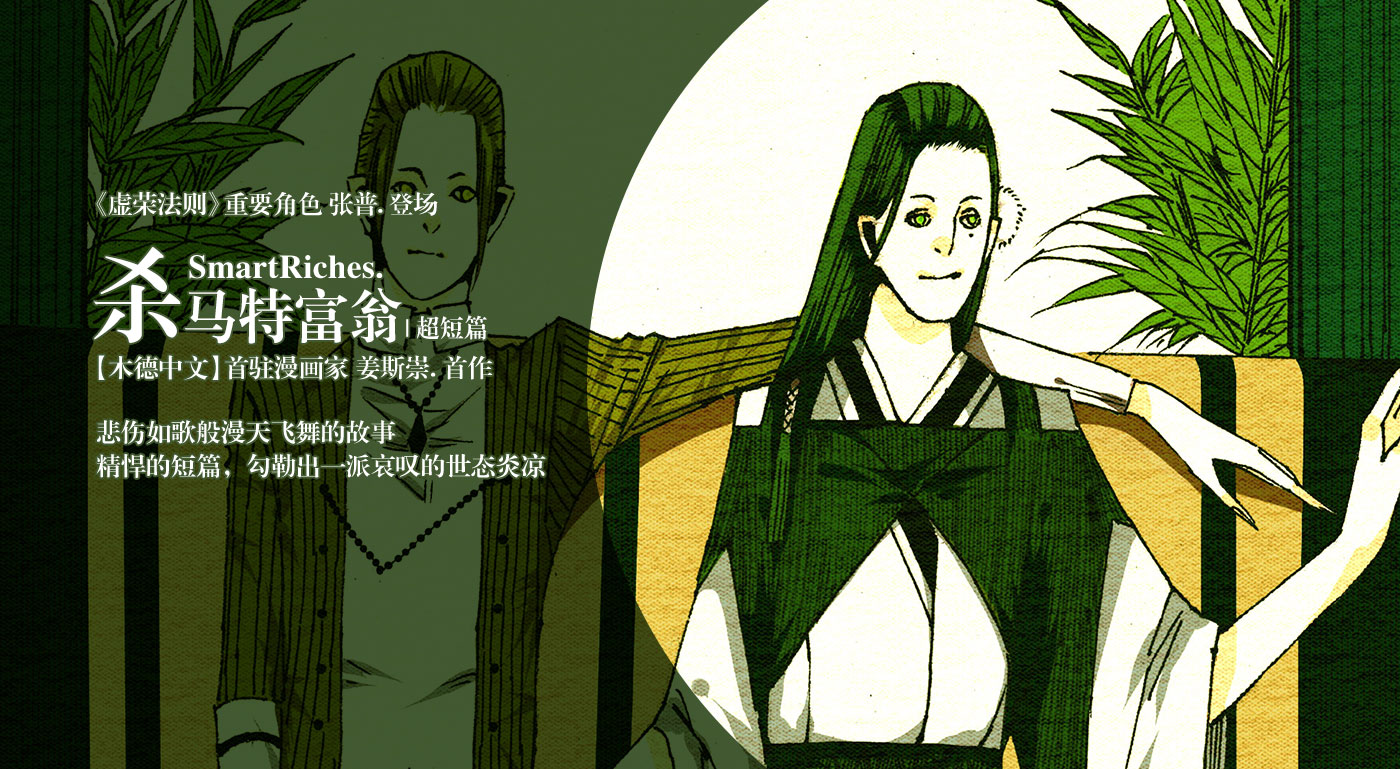 《虚荣法则》重要角色 张普. 登场
SmartRiches.
杀马特富翁 | 超短篇
【木德中文】首驻漫画家 姜斯崇. 首作
悲伤如歌般漫天飞舞的故事
精悍的短篇，勾勒出一派哀叹的世态炎凉